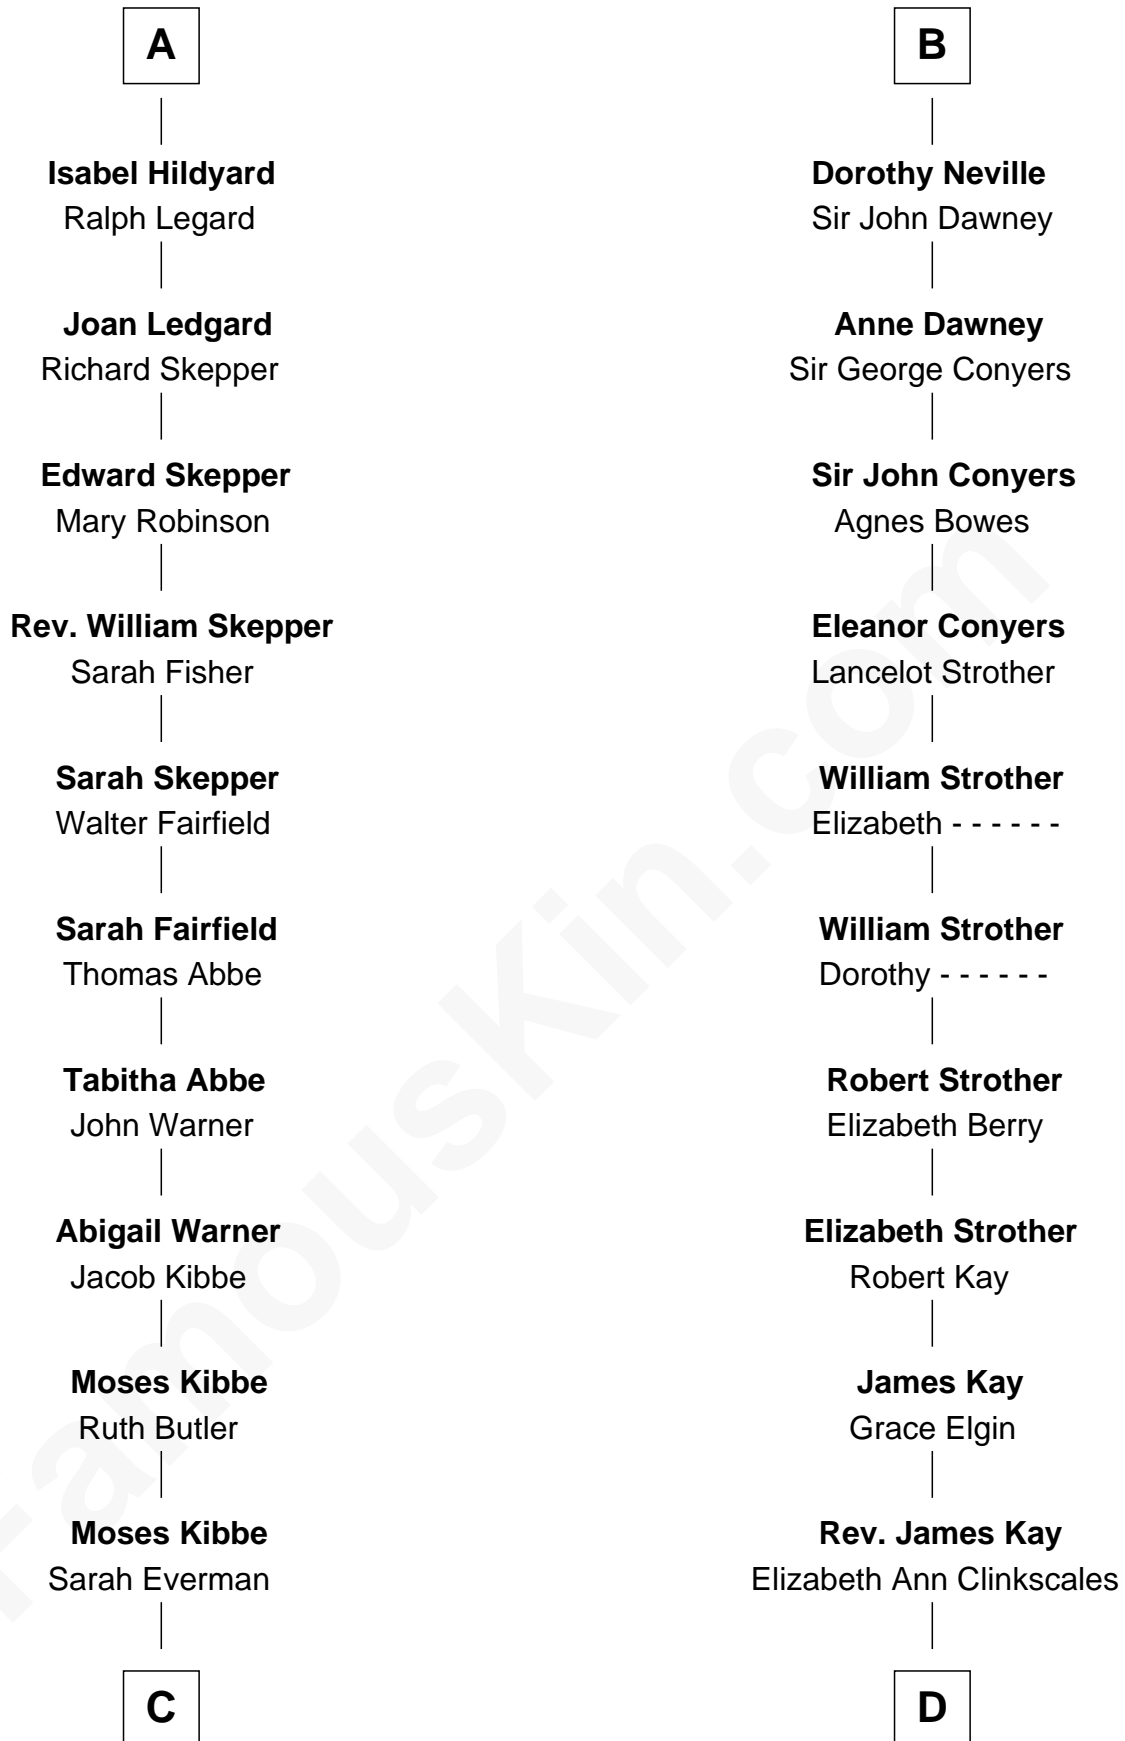 A
Isabel Hildyard
Ralph Legard
Joan Ledgard
Richard Skepper
Edward Skepper
Mary Robinson
Rev. William Skepper
Sarah Fisher
Sarah Skepper
Walter Fairfield
Sarah Fairfield
Thomas Abbe
Tabitha Abbe
John Warner
Abigail Warner
Jacob Kibbe
Moses Kibbe
Ruth Butler
Moses Kibbe
Sarah Everman
C
B
Dorothy Neville
Sir John Dawney
Anne Dawney
Sir George Conyers
Sir John Conyers
Agnes Bowes
Eleanor Conyers
Lancelot Strother
William Strother
Elizabeth - - - - - -
William Strother
Dorothy - - - - - -
Robert Strother
Elizabeth Berry
Elizabeth Strother
Robert Kay
James Kay
Grace Elgin
Rev. James Kay
Elizabeth Ann Clinkscales
D
FamousKin.com